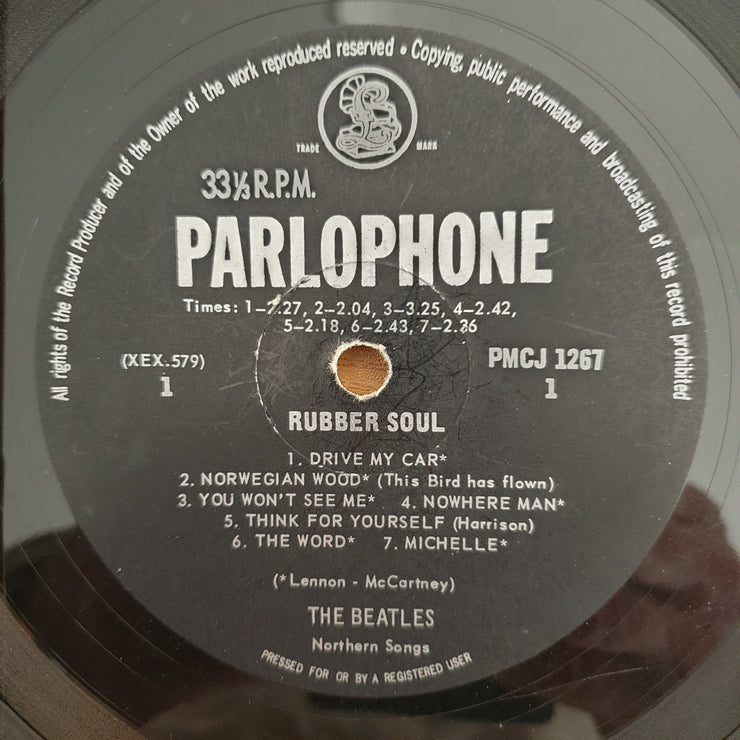 All rights of the Record Producer and of the Owner of the work reproduced reserved • Copying, public performance and broadcasting of this record prohibited
TRADE MARK
33⅓ R.P.M.
PARLOPHONE
Times: 1–2.27, 2–2.04, 3–3.25, 4–2.42,
5–2.18, 6–2.43, 7–2.36
(XEX.579) PMCJ 1267
1 1
RUBBER SOUL
1. DRIVE MY CAR*
2. NORWEGIAN WOOD* (This Bird has flown)
3. YOU WON'T SEE ME* 4. NOWHERE MAN*
5. THINK FOR YOURSELF (Harrison)
6. THE WORD* 7. MICHELLE*
(*Lennon - McCartney)
THE BEATLES
Northern Songs
PRESSED FOR OR BY A REGISTERED USER